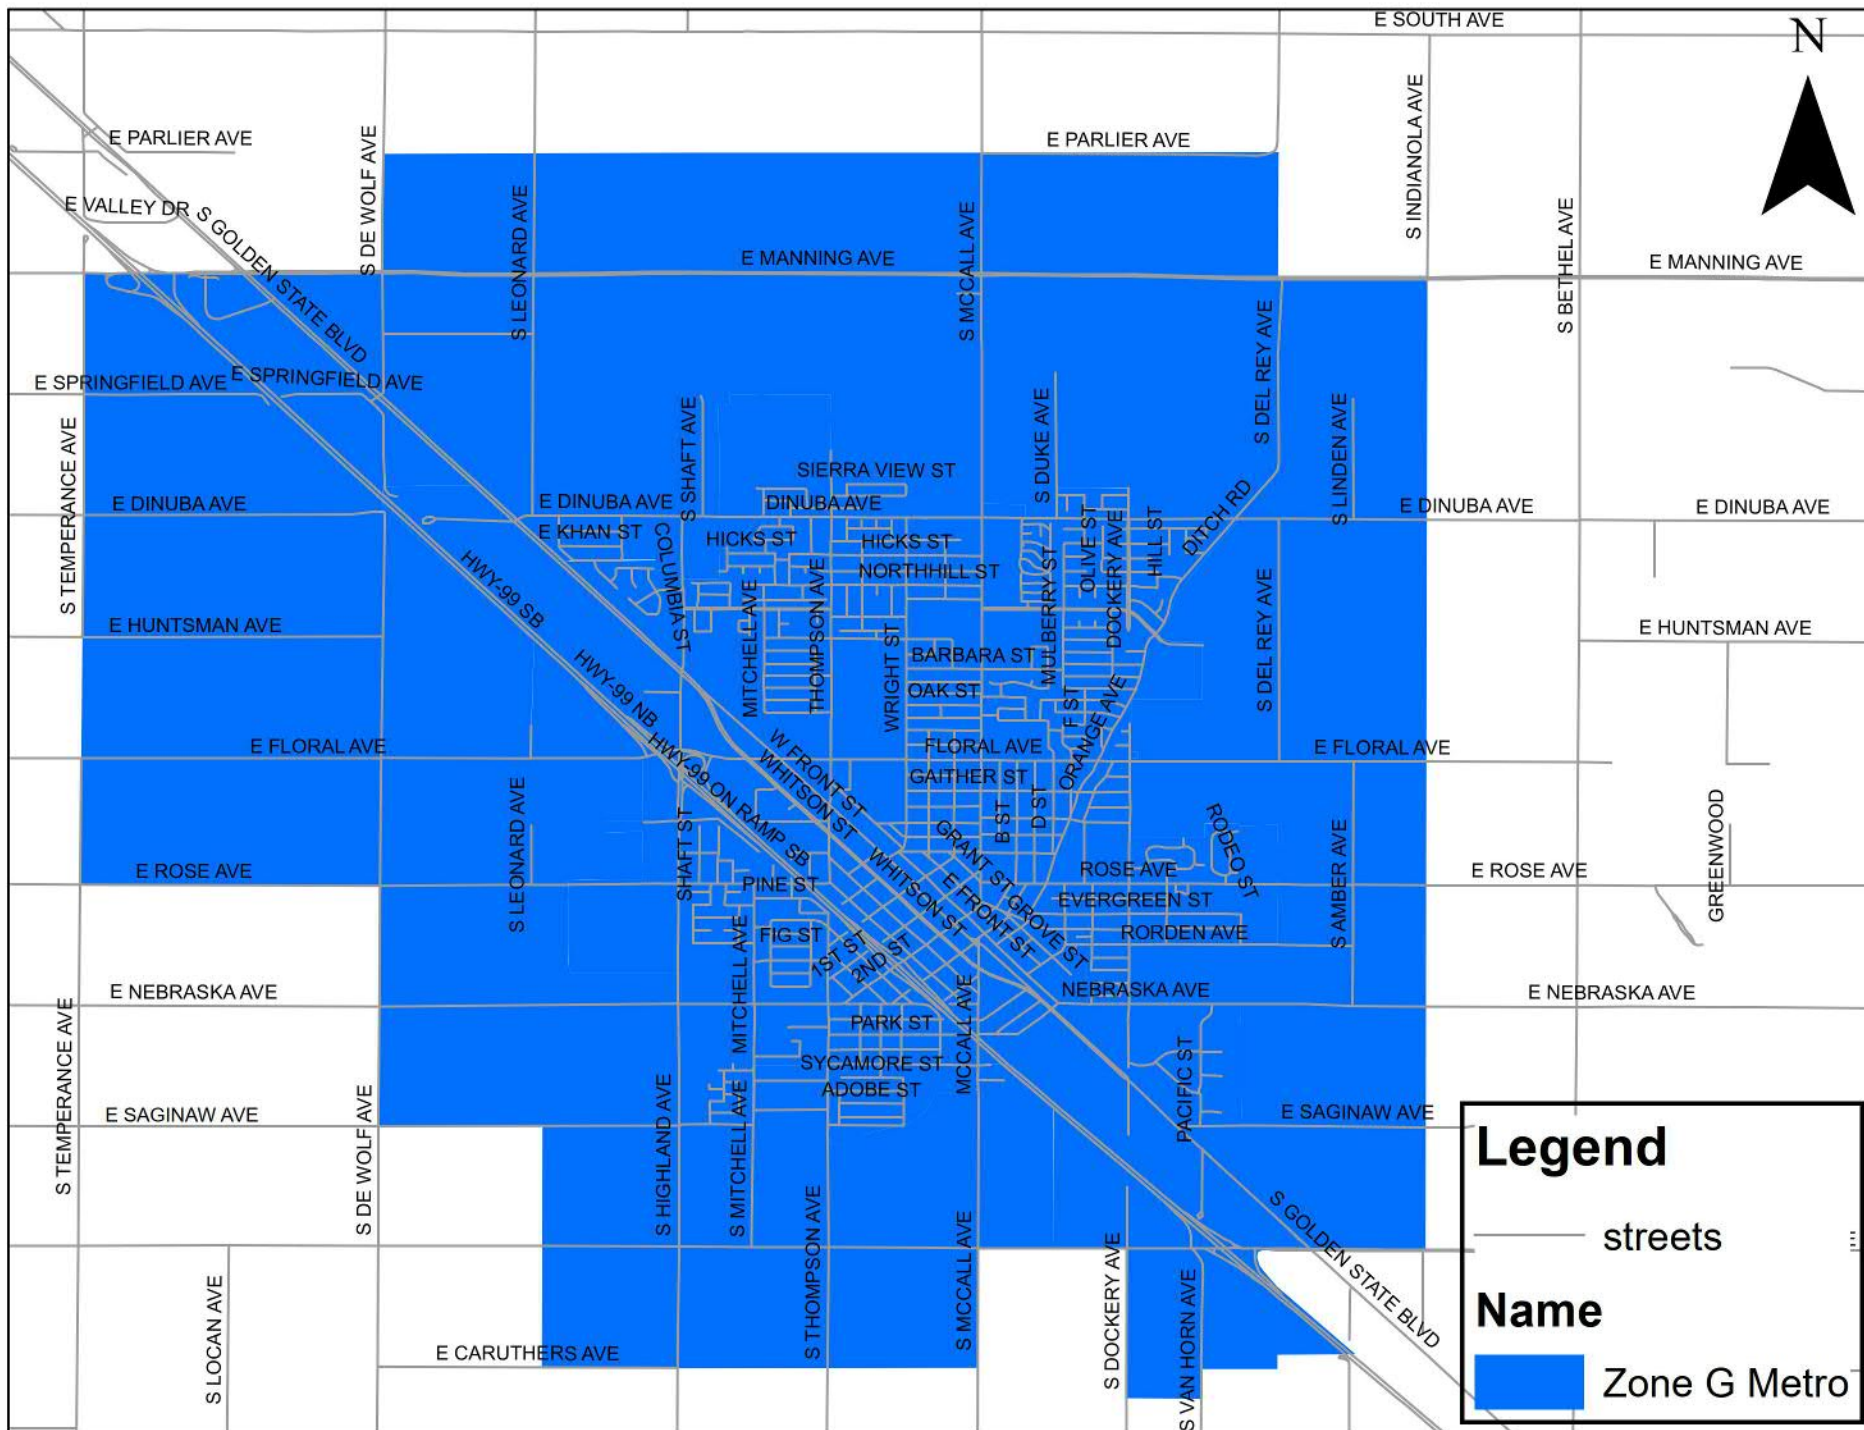 E SOUTH AVE
N
E PARLIER AVE
E PARLIER AVE
S DE WOLF AVE
S INDIANOLA AVE
E VALLEY DR
S GOLDEN STATE BLVD
S LEONARD AVE
S MCCALL AVE
S BETHEL AVE
E MANNING AVE
E MANNING AVE
S DEL REY AVE
E SPRINGFIELD AVE
E SPRINGFIELD AVE
S TEMPERANCE AVE
S SHAFT AVE
S DUKE AVE
S LINDEN AVE
SIERRA VIEW ST
E DINUBA AVE
E DINUBA AVE
DINUBA AVE
E DINUBA AVE
E DINUBA AVE
E KHAN ST
COLUMBIA ST
HICKS ST
HICKS ST
OLIVE ST
DOCKERY AVE
HILL ST
DITCH RD
NORTHHILL ST
HWY-99 SB
MITCHELL AVE
THOMPSON AVE
MULBERRY ST
S DEL REY AVE
E HUNTSMAN AVE
E HUNTSMAN AVE
WRIGHT ST
BARBARA ST
HWY-99 NB
OAK ST
F ST
ORANGE AVE
E FLORAL AVE
W FRONT ST
FLORAL AVE
E FLORAL AVE
HWY-99 ON RAMP SB
WHITSON ST
GAITHER ST
S LEONARD AVE
SHAFT ST
B ST
D ST
RODEO ST
S AMBER AVE
GREENWOOD
GRANT ST
WHITSON ST
E FRONT ST
GROVE ST
E ROSE AVE
PINE ST
ROSE AVE
E ROSE AVE
EVERGREEN ST
MITCHELL AVE
FIG ST
1ST ST
2ND ST
RORDEN AVE
E NEBRASKA AVE
NEBRASKA AVE
E NEBRASKA AVE
S TEMPERANCE AVE
MCCALL AVE
PARK ST
SYCAMORE ST
PACIFIC ST
ADOBE ST
E SAGINAW AVE
E SAGINAW AVE
S DE WOLF AVE
S HIGHLAND AVE
S MITCHELL AVE
S THOMPSON AVE
S MCCALL AVE
S DOCKERY AVE
S VAN HORN AVE
S GOLDEN STATE BLVD
S LOCAN AVE
E CARUTHERS AVE
Legend
streets
Name
Zone G Metro